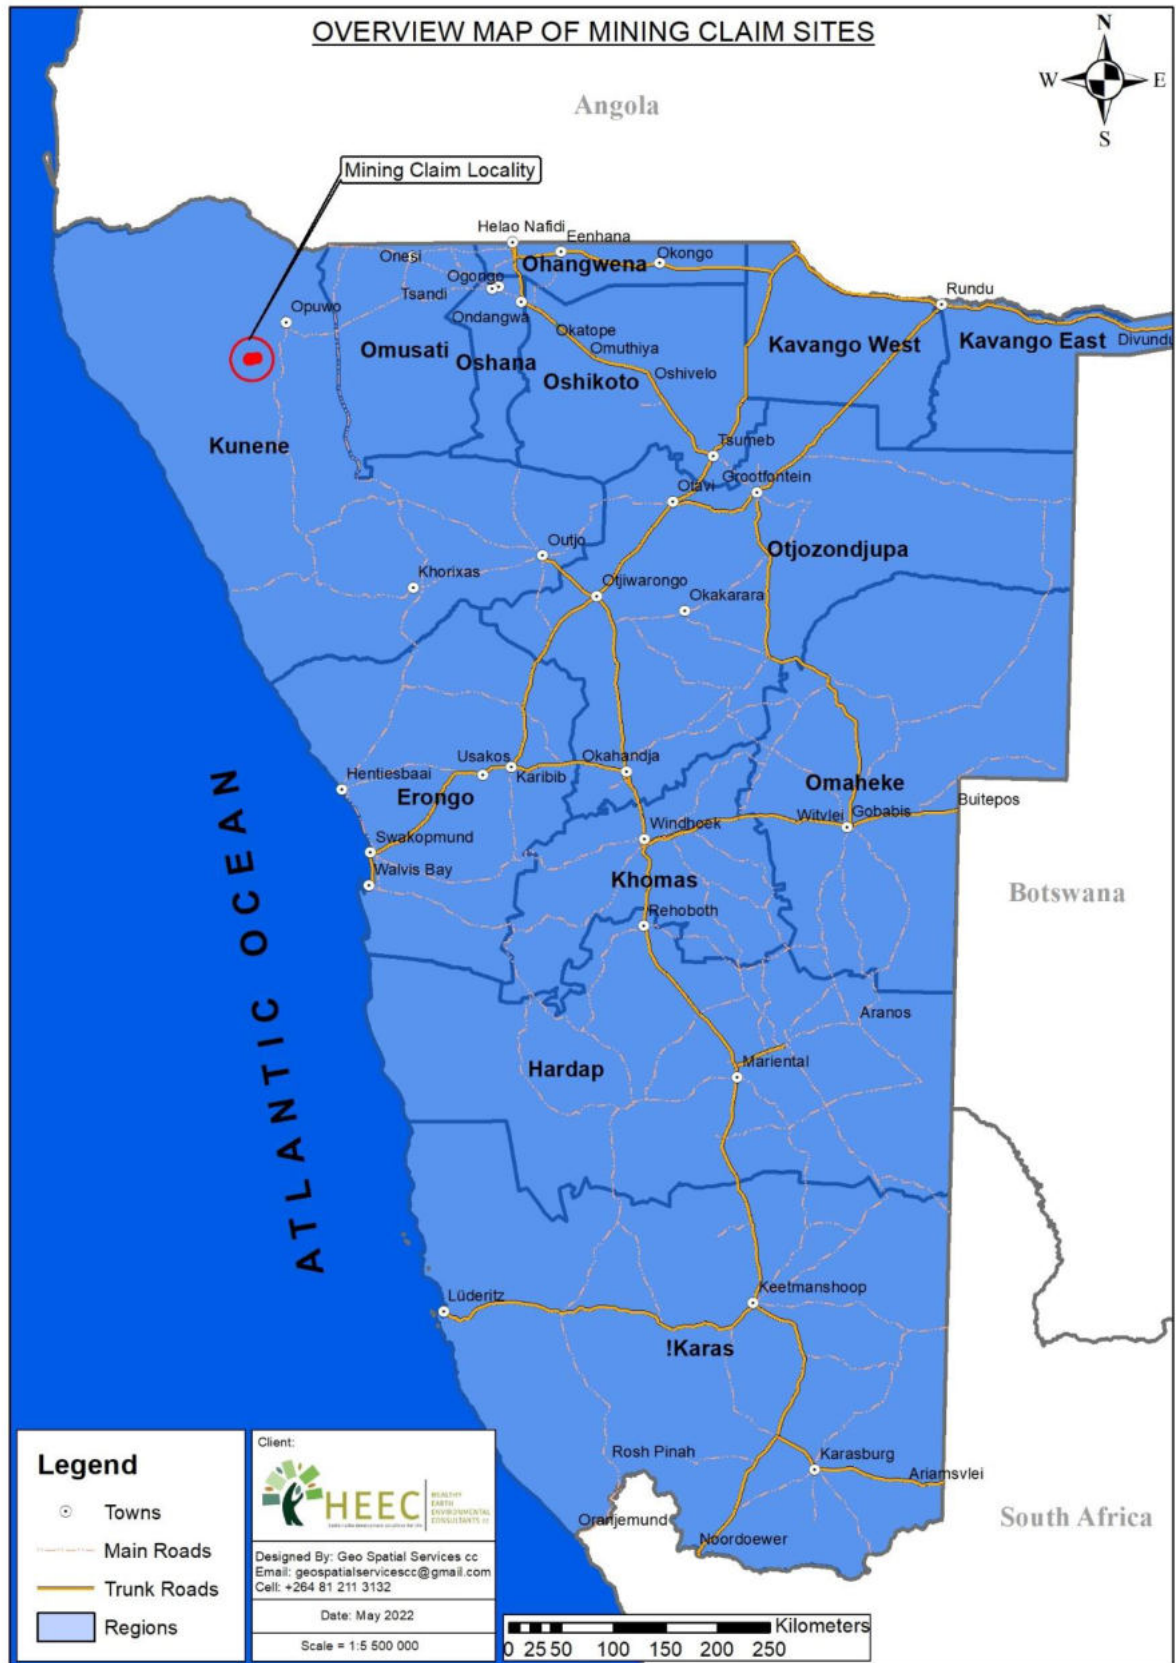 OVERVIEW MAP OF MINING CLAIM SITES
N
W E
S
Angola
Mining Claim Locality
Helao Nafidi
Eenhana
Onesi
Okongo
Ohangwena
Ogongo
Tsandi
Rundu
Opuwo
Ondangwa
Okatope
Omusati
Oshana
Omuthiya
Kavango West
Kavango East
Divundu
Oshivelo
Oshikoto
Kunene
Tsumeb
Grootfontein
Otavi
Outjo
Otjozondjupa
Khorixas
Otjiwarongo
Okakarara
Usakos
Okahandja
Hentiesbaai
Karibib
Omaheke
Erongo
Buitepos
Witvlei
Gobabis
Windhoek
Swakopmund
Walvis Bay
Khomas
Botswana
Rehoboth
ATLANTIC OCEAN
Aranos
Hardap
Mariental
Keetmanshoop
Lüderitz
!Karas
Rosh Pinah
Karasburg
Ariamsvlei
Oranjemund
South Africa
Noordoewer
Legend
Towns
Main Roads
Trunk Roads
Regions
Client:
HEEC
HEALTHY
EARTH
ENVIRONMENTAL
CONSULTANTS CC
Designed By: Geo Spatial Services cc
Email: geospatialservicescc@gmail.com
Cell: +264 81 211 3132
Date: May 2022
Scale = 1:5 500 000
Kilometers
0 25 50 100 150 200 250